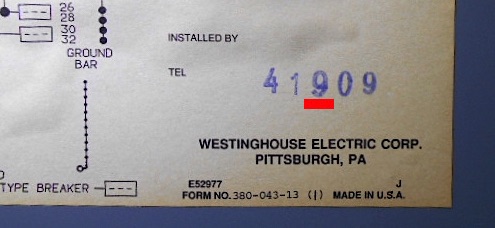 26
28
30
32
GROUND
BAR
INSTALLED BY
TEL
41909
WESTINGHOUSE ELECTRIC CORP.
PITTSBURGH, PA
TYPE BREAKER
E52977
J
FORM NO. 380-043-13 (|) MADE IN U.S.A.